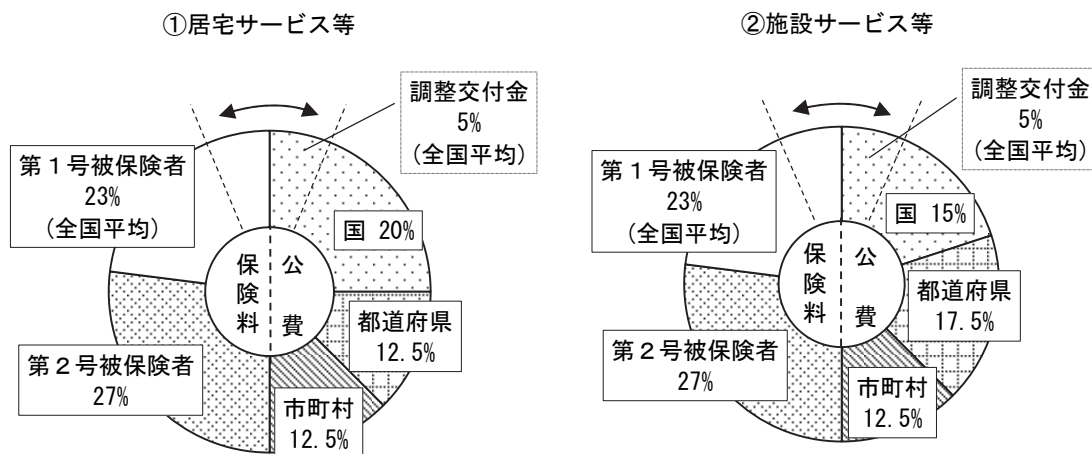 ①居宅サービス等
調整交付金
5%
（全国平均）
第１号被保険者
23%
（全国平均）
国 20%
保険料
公費
都道府県
12.5%
第２号被保険者
27%
市町村
12.5%
②施設サービス等
調整交付金
5%
（全国平均）
第１号被保険者
23%
（全国平均）
国 15%
保険料
公費
都道府県
17.5%
第２号被保険者
27%
市町村
12.5%